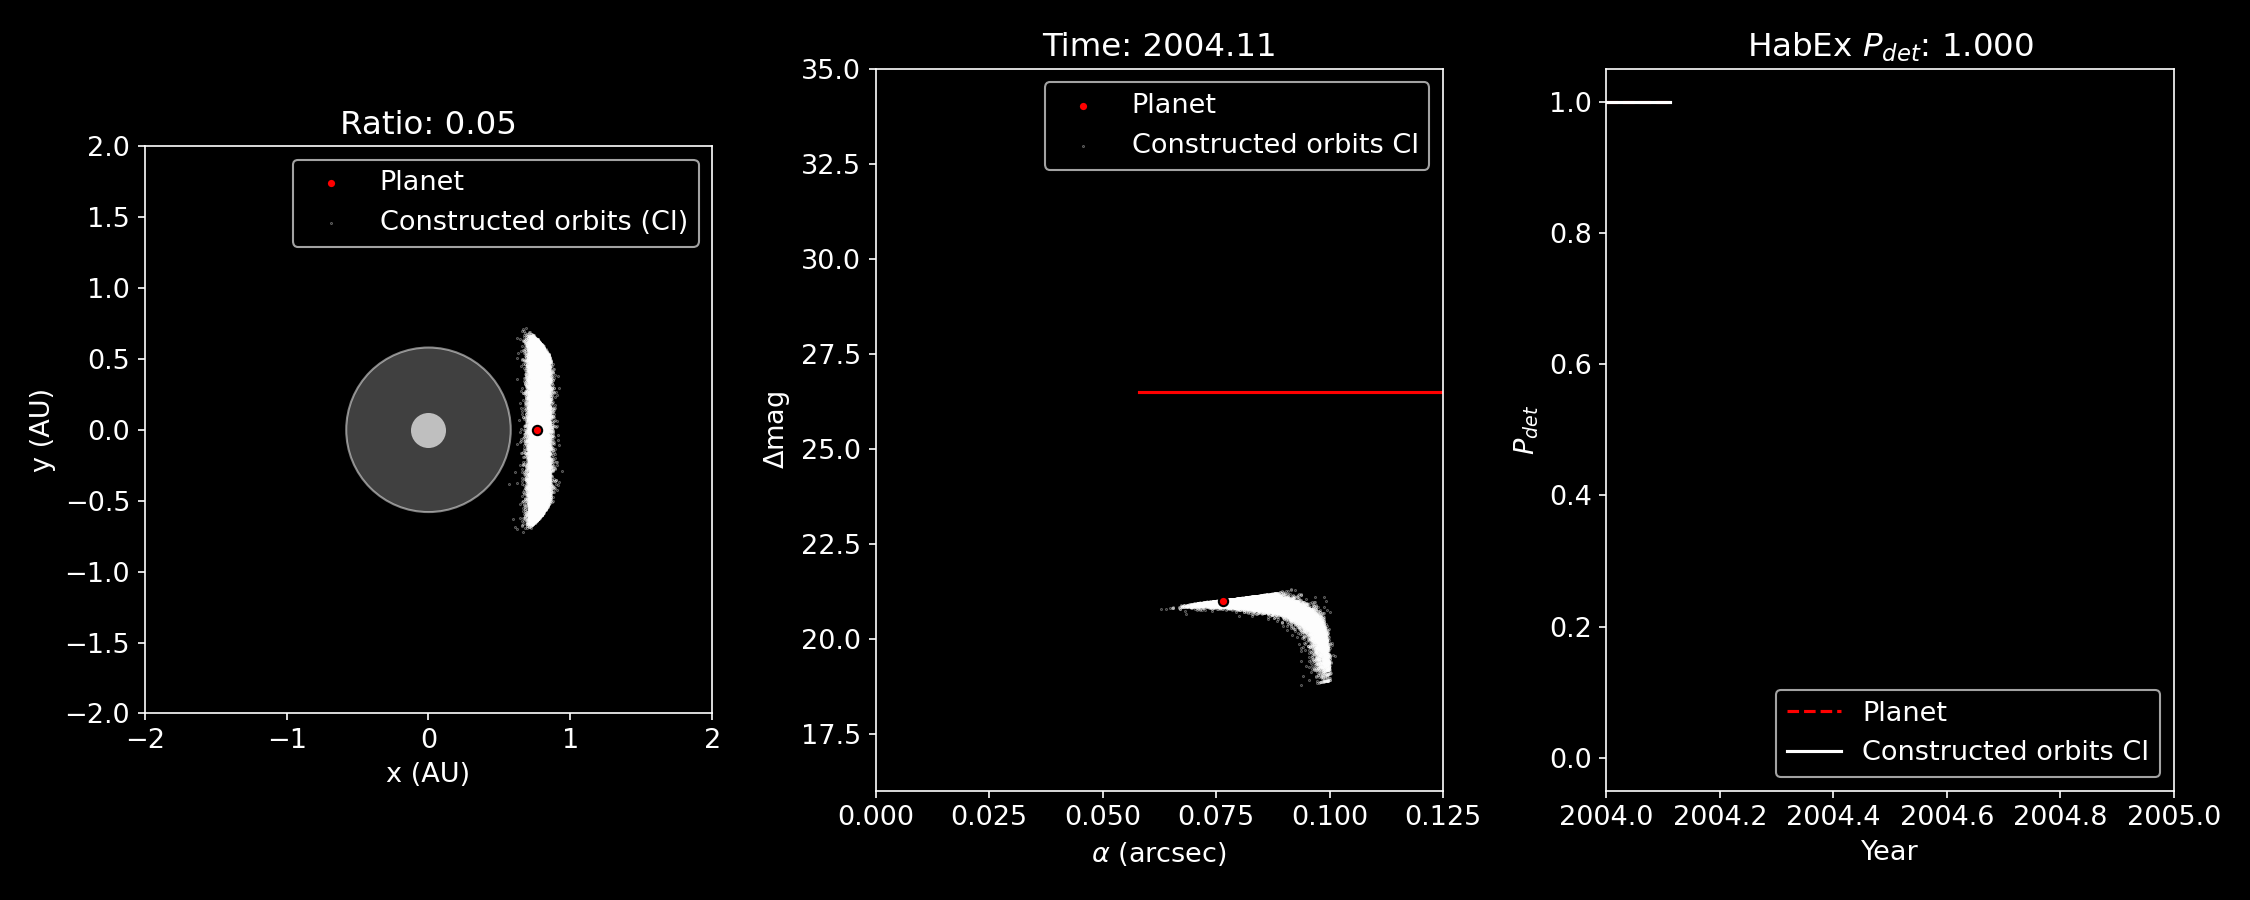 Ratio: 0.05
2.0
1.5
1.0
0.5
0.0
−0.5
−1.0
−1.5
−2.0
y (AU)
−2 −1 0 1 2
x (AU)
Planet
Constructed orbits (CI)
Time: 2004.11
35.0
32.5
30.0
27.5
25.0
22.5
20.0
17.5
Δmag
0.000 0.025 0.050 0.075 0.100 0.125
α (arcsec)
Planet
Constructed orbits CI
HabEx P_det: 1.000
1.0
0.8
0.6
0.4
0.2
0.0
P_det
2004.0 2004.2 2004.4 2004.6 2004.8 2005.0
Year
Planet
Constructed orbits CI